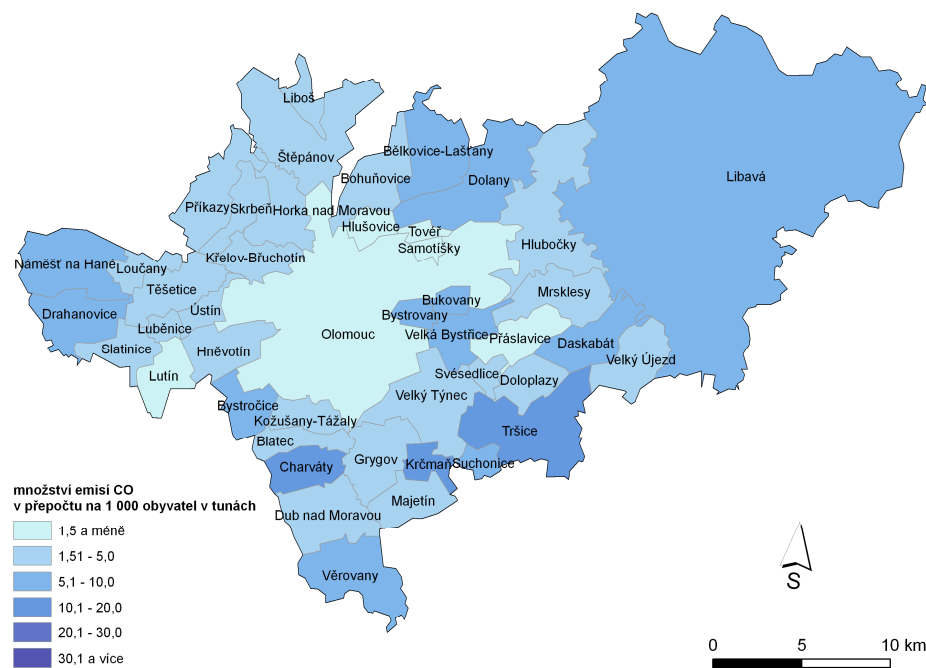 Liboš
Štěpánov
Bělkovice-Lašťany
Bohuňovice
Dolany
Libavá
Příkazy
Skrbeň
Horka nad Moravou
Hlušovice
Tovéř
Samotíšky
Hlubočky
Křelov-Břuchotín
Náměšť na Hané
Loučany
Těšetice
Mrsklesy
Bukovany
Drahanovice
Ústín
Bystrovany
Luběnice
Olomouc
Velká Bystřice
Přáslavice
Daskabát
Slatinice
Hněvotín
Velký Újezd
Lutín
Svésedlice
Doloplazy
Velký Týnec
Bystročice
Kožušany-Tážaly
Tršice
Blatec
Charváty
Grygov
Krčmaň
Suchonice
Majetín
Dub nad Moravou
Věrovany
množství emisí CO
v přepočtu na 1 000 obyvatel v tunách
1,5 a méně
1,51 - 5,0
5,1 - 10,0
10,1 - 20,0
20,1 - 30,0
30,1 a více
S
0 5 10 km